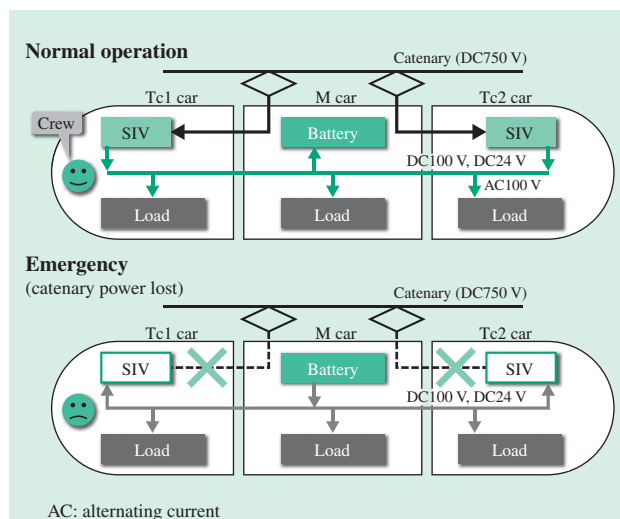 Normal operation
Catenary (DC750 V)
Tc1 car
M car
Tc2 car
Crew
SIV
Battery
SIV
DC100 V, DC24 V
AC100 V
Load
Load
Load
Emergency
(catenary power lost)
Catenary (DC750 V)
Tc1 car
M car
Tc2 car
SIV
Battery
SIV
DC100 V, DC24 V
Load
Load
Load
AC: alternating current